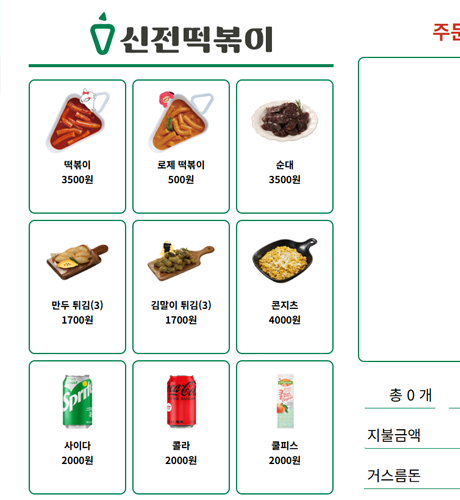 신전떡볶이
주문
떡볶이
3500원
로제 떡볶이
500원
순대
3500원
만두 튀김(3)
1700원
김말이 튀김(3)
1700원
콘치즈
4000원
Sprite
사이다
2000원
Coca-Cola
콜라
2000원
쿨피스
2000원
총 0 개
지불금액
거스름돈